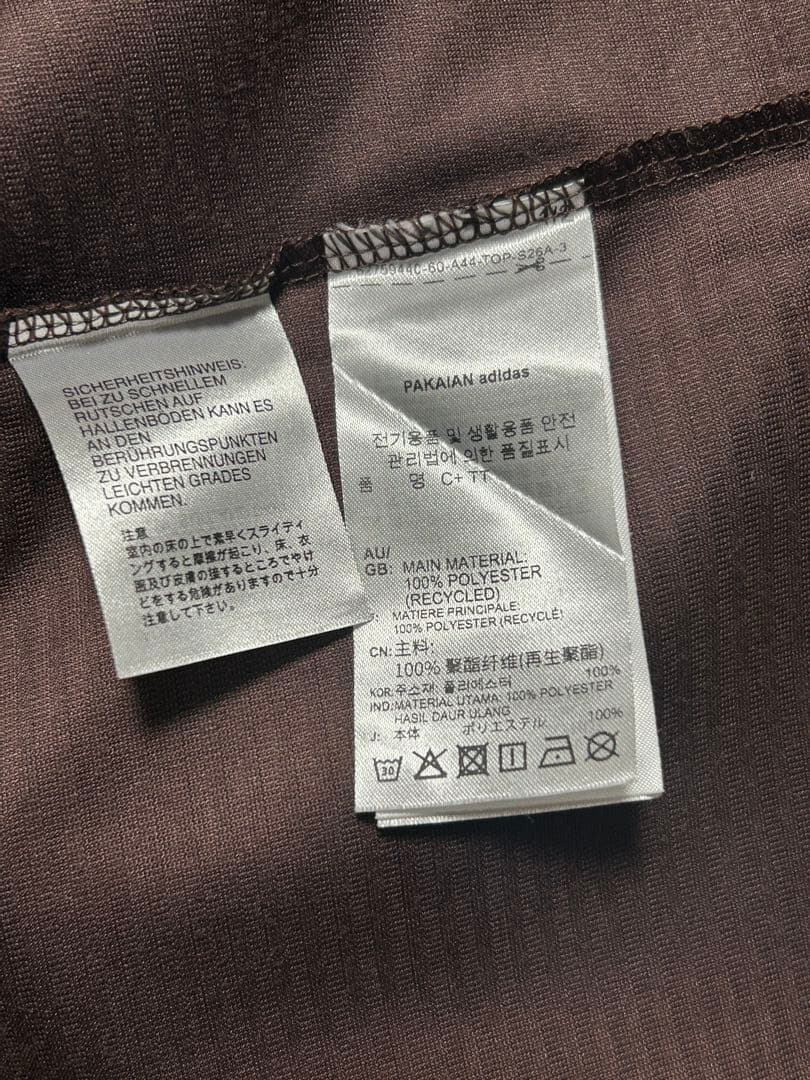 SICHERHEITSHINWEIS:
BEI ZU SCHNELLEM
RUTSCHEN AUF
HALLENBÖDEN KANN ES
AN DEN
BERÜHRUNGSPUNKTEN
ZU VERBRENNUNGEN
LEICHTEN GRADES
KOMMEN.
注意
室内の床の上で素早くスライディ
ングすると摩擦が起こり、床、衣
服及び皮膚の接するところでやけ
どをする危険がありますので十分
注意して下さい。
-60-A44-TOP-S26A-3
PAKAIAN adidas
전기용품 및 생활용품 안전
관리법에 의한 품질표시
품 명 C+ TT
AU/
GB: MAIN MATERIAL:
100% POLYESTER
(RECYCLED)
MATIERE PRINCIPALE:
100% POLYESTER (RECYCLÉ)
CN: 主料:
100% 聚酯纤维(再生聚酯)
KOR: 주소재: 폴리에스터 100%
IND: MATERIAL UTAMA: 100% POLYESTER
HASIL DAUR ULANG
J: 本体 ポリエステル 100%
30